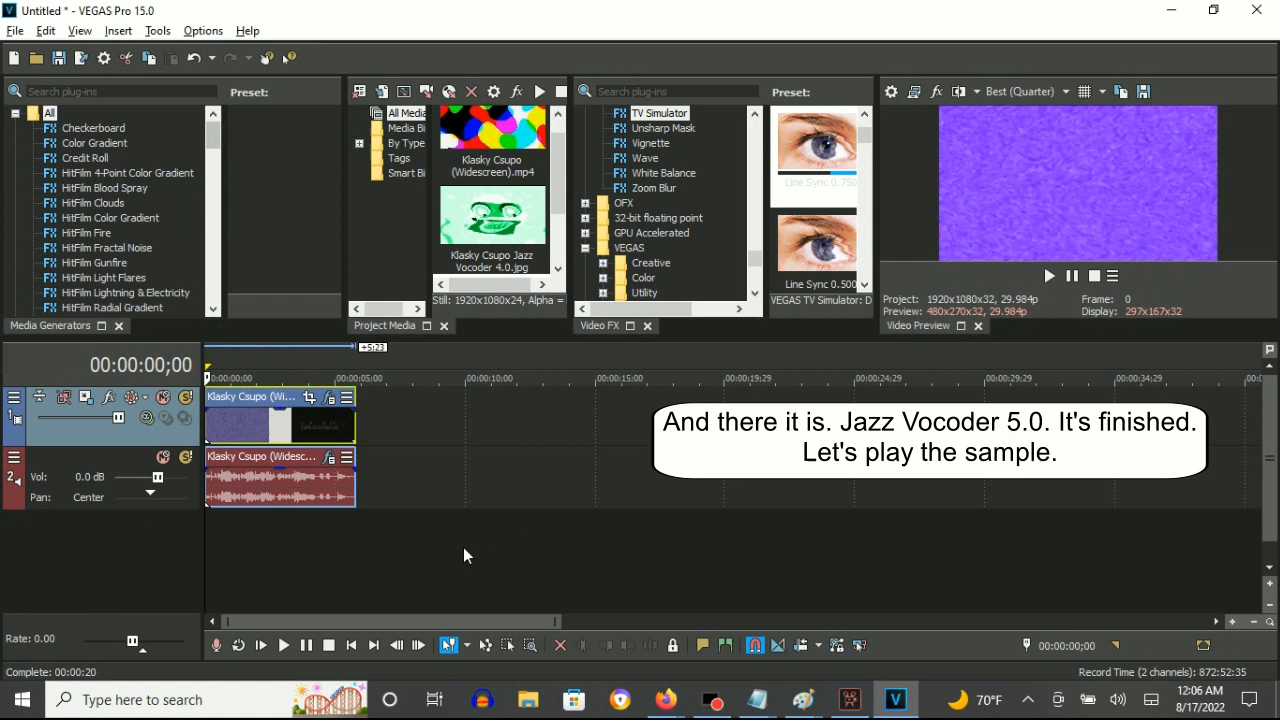 Untitled * - VEGAS Pro 15.0
File Edit View Insert Tools Options Help
Search plug-ins
Preset:
All
Checkerboard
Color Gradient
Credit Roll
HitFilm 4-Point Color Gradient
HitFilm Blood Spray
HitFilm Clouds
HitFilm Color Gradient
HitFilm Fire
HitFilm Fractal Noise
HitFilm Gunfire
HitFilm Light Flares
HitFilm Lightning & Electricity
HitFilm Radial Gradient
Media Generators
All Media
Media Bi
By Type
Tags
Smart Bi
Klasky Csupo
(Widescreen).mp4
Klasky Csupo Jazz
Vocoder 4.0.jpg
Still: 1920x1080x24, Alpha =
Project Media
Search plug-ins
Preset:
TV Simulator
Unsharp Mask
Vignette
Wave
White Balance
Zoom Blur
OFX
32-bit floating point
GPU Accelerated
VEGAS
Creative
Color
Utility
Line Sync 0.750
Line Sync 0.500
VEGAS TV Simulator: D
Video FX
Best (Quarter)
Project: 1920x1080x32, 29.984p
Frame: 0
Preview: 480x270x32, 29.984p
Display: 297x167x32
Video Preview
00:00:00;00
+5:23
00:00:00;00 00:00:05;00 00:00:10;00 00:00:15;00 00:00:19;29 00:00:24;29 00:00:29;29 00:00:34;29
1
Klasky Csupo (Wi...
2
Klasky Csupo (Widesc...
Vol: 0.0 dB
Pan: Center
And there it is. Jazz Vocoder 5.0. It's finished.
Let's play the sample.
Rate: 0.00
00:00:00;00
Complete: 00:00:20
Record Time (2 channels): 872:52:35
Type here to search
70°F
12:06 AM
8/17/2022